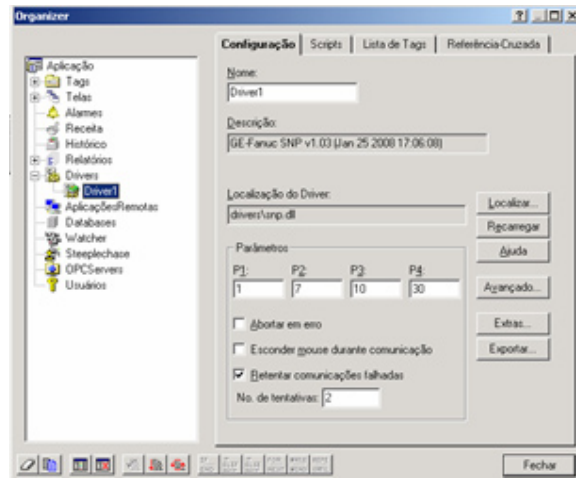 Organizer
Configuração
Scripts
Lista de Tags
Referência-Cruzada
Aplicação
Tags
Telas
Alarmes
Receita
Histórico
Relatórios
Drivers
Driver1
AplicaçõesRemotas
Databases
Watcher
Steeplechase
OPCServers
Usuários
Nome:
Driver1
Descrição:
GE-Fanuc SNP v1.03 (Jan 25 2008 17:06:08)
Localização do Driver:
drivers\snp.dll
Localizar...
Recarregar
Ajuda
Avançado...
Extras...
Exportar...
Parâmetros
P1: P2: P3: P4:
1 7 10 30
Abortar em erro
Esconder mouse durante comunicação
Retentar comunicações falhadas
No. de tentativas: 2
Fechar